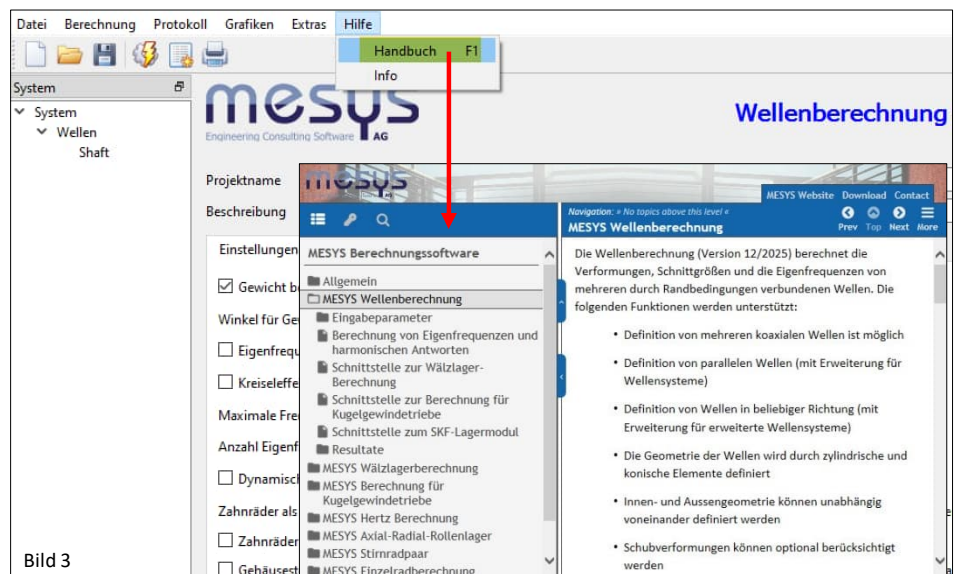 Datei Berechnung Protokoll Grafiken Extras Hilfe
Handbuch F1
Info
System
System
Wellen
Shaft
mesys
Engineering Consulting Software AG
Wellenberechnung
Projektname
Beschreibung
Einstellungen
Gewicht b
Winkel für Ge
Eigenfrequ
Kreiseleffe
Maximale Fre
Anzahl Eigenf
Dynamisch
Zahnräder als
Zahnräder
Gehäusest
mesys
MESYS Website Download Contact
MESYS Berechnungssoftware
Allgemein
MESYS Wellenberechnung
Eingabeparameter
Berechnung von Eigenfrequenzen und
harmonischen Antworten
Schnittstelle zur Wälzlager-
Berechnung
Schnittstelle zur Berechnung für
Kugelgewindetriebe
Schnittstelle zum SKF-Lagermodul
Resultate
MESYS Wälzlagerberechnung
MESYS Berechnung für
Kugelgewindetriebe
MESYS Hertz Berechnung
MESYS Axial-Radial-Rollenlager
MESYS Stirnradpaar
MESYS Einzelradberechnung
Navigation: » No topics above this level «
MESYS Wellenberechnung
Prev Top Next More
Die Wellenberechnung (Version 12/2025) berechnet die
Verformungen, Schnittgrößen und die Eigenfrequenzen von
mehreren durch Randbedingungen verbundenen Wellen. Die
folgenden Funktionen werden unterstützt:
• Definition von mehreren koaxialen Wellen ist möglich
• Definition von parallelen Wellen (mit Erweiterung für
Wellensysteme)
• Definition von Wellen in beliebiger Richtung (mit
Erweiterung für erweiterte Wellensysteme)
• Die Geometrie der Wellen wird durch zylindrische und
konische Elemente definiert
• Innen- und Aussengeometrie können unabhängig
voneinander definiert werden
• Schubverformungen können optional berücksichtigt
werden
Bild 3